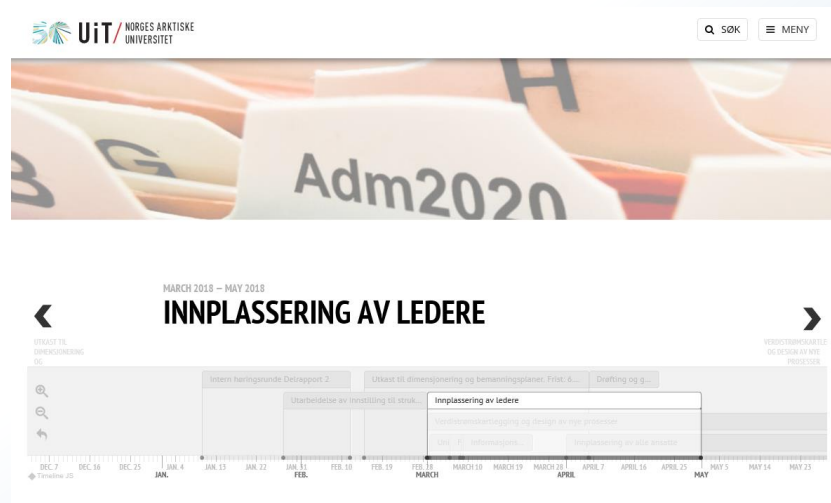 50 UiT / NORGES ARKTISKE
UNIVERSITET
SØK
MENY
H
B
G
Adm2020
MARCH 2018 — MAY 2018
INNPLASSERING AV LEDERE
UTKAST TIL
DIMENSJONERING
OG
VERDISTRØMSKARTLE
OG DESIGN AV NYE
PROSESSER
Intern høringsrunde Delrapport 2
Utkast til dimensjonering og bemanningsplaner. Frist: 6....
Drøfting og g...
Utarbeidelse av innstilling til struk...
Innplassering av ledere
Verdistrømskartlegging og design av nye prosesser
Informasjons...
Innplassering av alle ansatte
DEC. 7
DEC. 16
DEC. 25
JAN. 4
JAN. 13
JAN. 22
JAN. 31
FEB. 10
FEB. 19
FEB. 28
MARCH 10
MARCH 19
MARCH 28
APRIL 7
APRIL 16
APRIL 25
MAY 5
MAY 14
MAY 23
JAN.
FEB.
MARCH
APRIL
MAY
Timeline JS